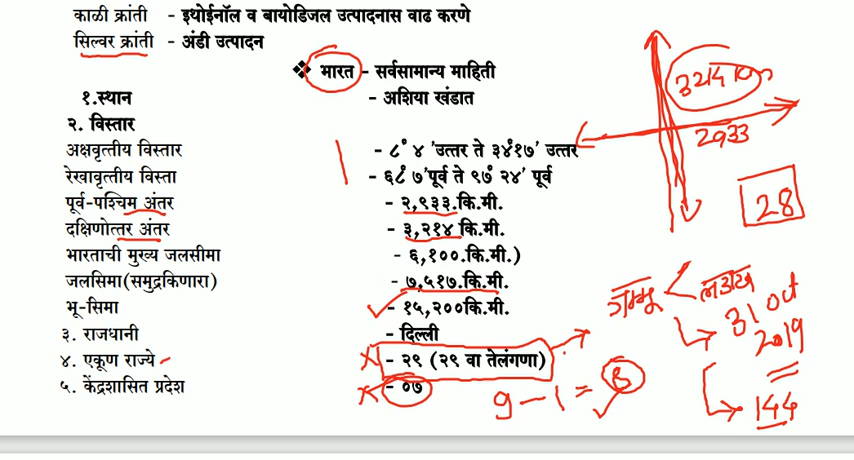 काळी क्रांती - इथोईनॉल व बायोडिजल उत्पादनास वाढ करणे
सिल्वर क्रांती - अंडी उत्पादन
❖ भारत - सर्वसामान्य माहिती
१.स्थान - अशिया खंडात
२. विस्तार
अक्षवृत्तीय विस्तार - ८° ४ 'उत्तर ते ३४°१७' उत्तर
रेखावृत्तीय विस्ता - ६८° ७'पूर्व ते ९७° २४' पूर्व
पूर्व-पश्चिम अंतर - २,९३३.कि.मी.
दक्षिणोत्तर अंतर - ३,२१४ कि.मी.
भारताची मुख्य जलसीमा - ६,१००.कि.मी.)
जलसिमा(समुद्रकिणारा) - ७,५१७.कि.मी.
भू-सिमा - १५,२००कि.मी.
३. राजधानी - दिल्ली
४. एकूण राज्ये - २९ (२९ वा तेलंगणा)
५. केंद्रशासित प्रदेश - ०७
2933
28
जम्मू < लडाख
31 oct
2019
9 - 1 = 8
144